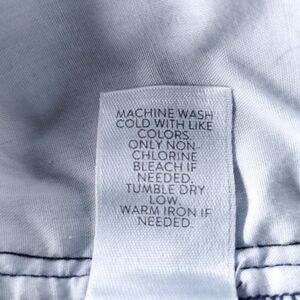 MACHINE WASH
COLD WITH LIKE
COLORS.
ONLY NON-
CHLORINE
BLEACH IF
NEEDED.
TUMBLE DRY
LOW.
WARM IRON IF
NEEDED.